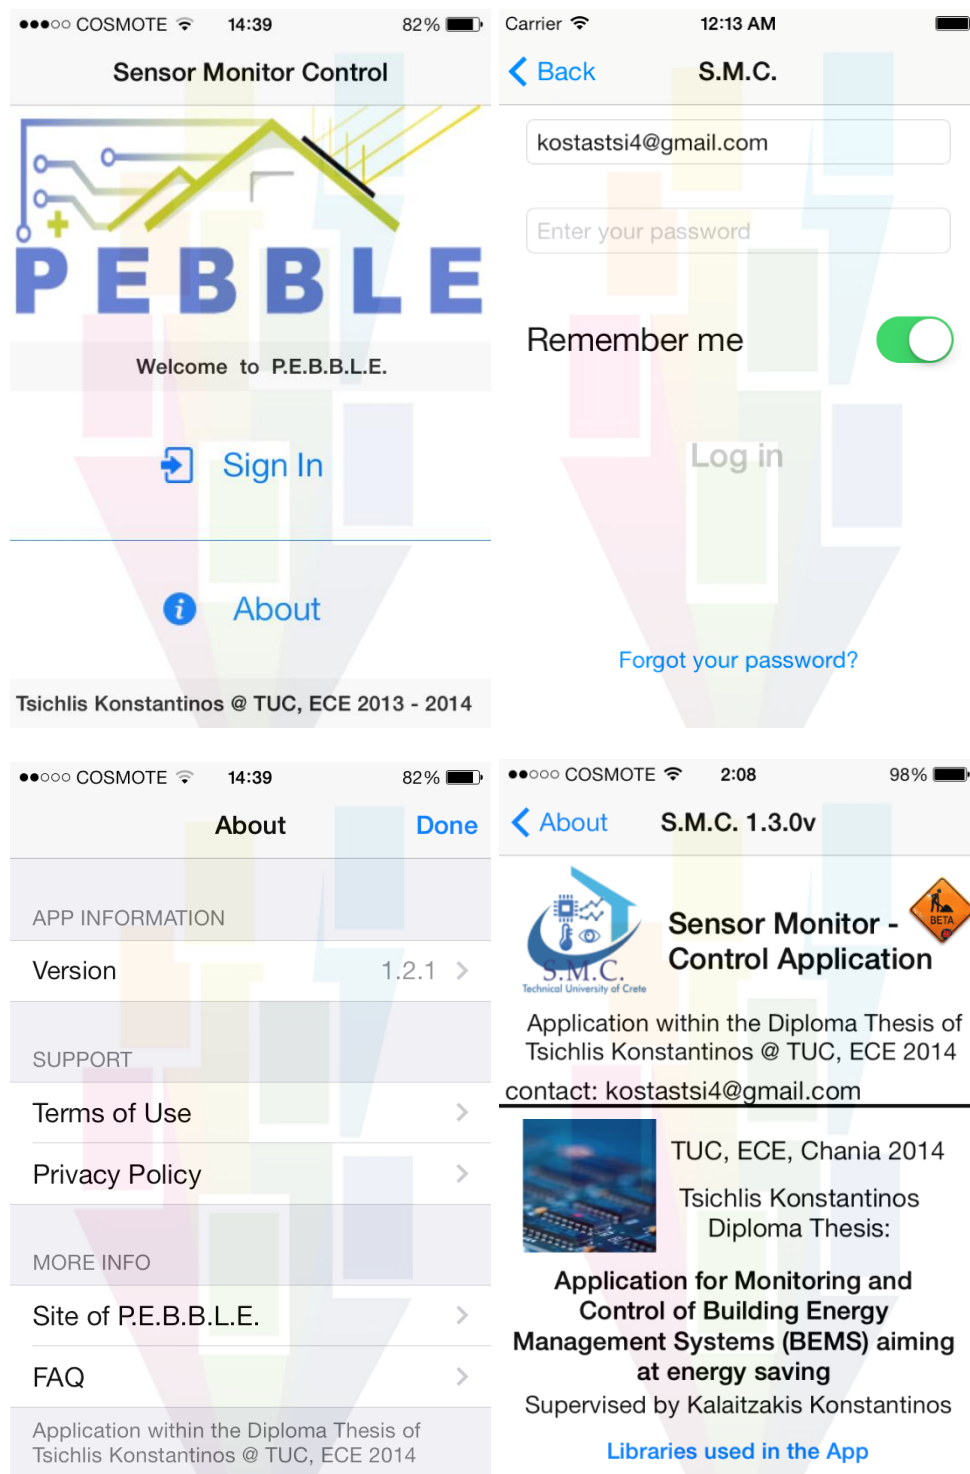 COSMOTE 14:39 82%
Sensor Monitor Control
PEBBLE
Welcome to P.E.B.B.L.E.
Sign In
About
Tsichlis Konstantinos @ TUC, ECE 2013 - 2014
Carrier 12:13 AM
Back S.M.C.
kostastsi4@gmail.com
Enter your password
Remember me
Log in
Forgot your password?
COSMOTE 14:39 82%
About Done
APP INFORMATION
Version 1.2.1
SUPPORT
Terms of Use
Privacy Policy
MORE INFO
Site of P.E.B.B.L.E.
FAQ
Application within the Diploma Thesis of
Tsichlis Konstantinos @ TUC, ECE 2014
COSMOTE 2:08 98%
About S.M.C. 1.3.0v
S.M.C.
Technical University of Crete
Sensor Monitor -
Control Application
BETA
Application within the Diploma Thesis of
Tsichlis Konstantinos @ TUC, ECE 2014
contact: kostastsi4@gmail.com
TUC, ECE, Chania 2014
Tsichlis Konstantinos
Diploma Thesis:
Application for Monitoring and
Control of Building Energy
Management Systems (BEMS) aiming
at energy saving
Supervised by Kalaitzakis Konstantinos
Libraries used in the App